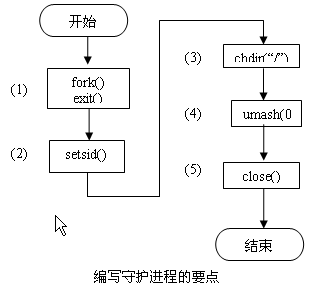 开始
(1)
fork()
exit()
(2)
setsid()
(3)
chdir("/")
(4)
umash(0
(5)
close()
结束
编写守护进程的要点